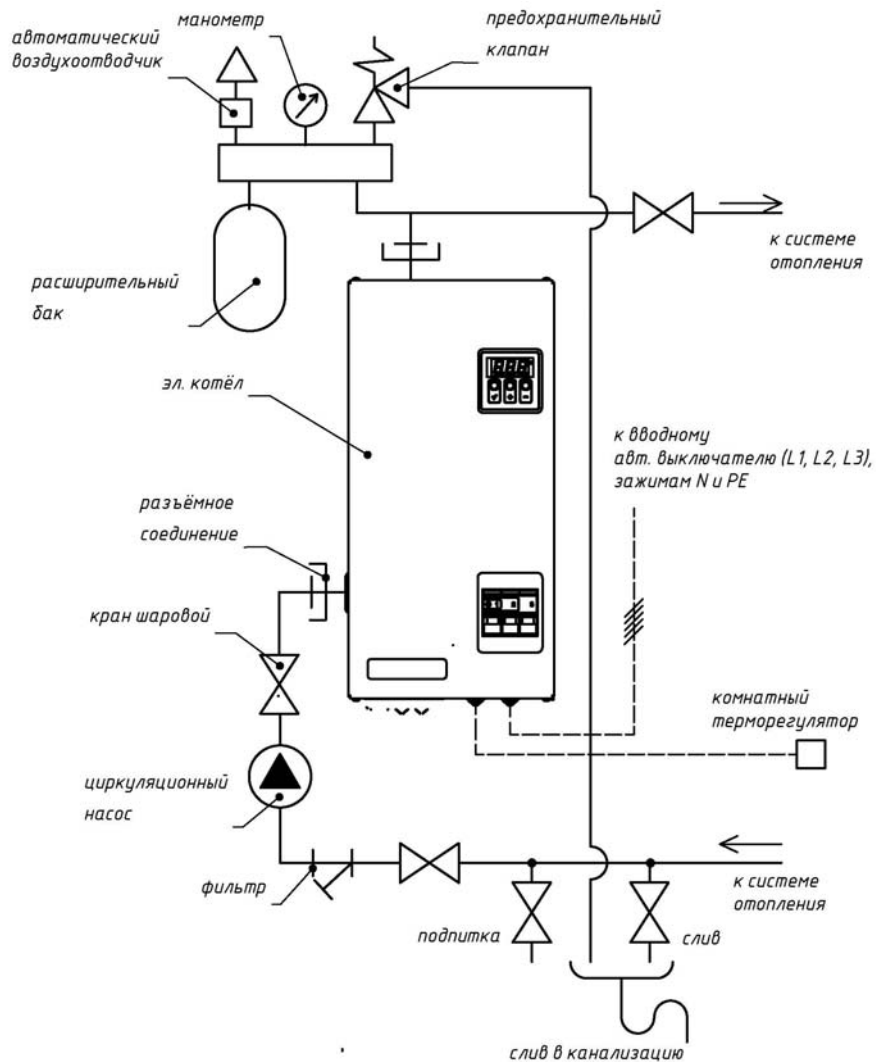 манометр
предохранительный
клапан
автоматический
воздухоотводчик
к системе
отопления
расширительный
бак
эл. котёл
к вводному
авт. выключателю (L1, L2, L3),
зажимам N и PE
разъёмное
соединение
кран шаровой
комнатный
терморегулятор
циркуляционный
насос
фильтр
к системе
отопления
подпитка
слив
слив в канализацию